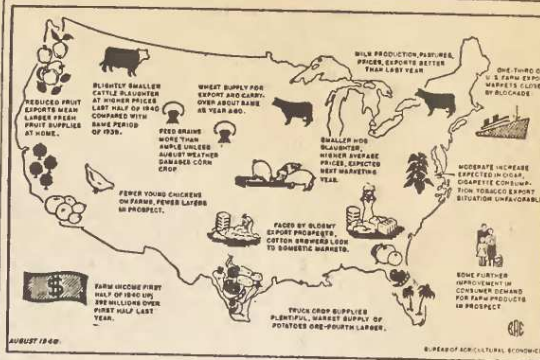 REDUCED FRUIT
EXPORTS MEAN
LARGER FRESH
FRUIT SUPPLIES
AT HOME.
SLIGHTLY SMALLER
CATTLE SLAUGHTER
AT HIGHER PRICES
LAST HALF OF 1940
COMPARED WITH
SAME PERIOD
OF 1939.
FEED GRAINS
MORE THAN
AMPLE UNLESS
AUGUST WEATHER
DAMAGES CORN
CROP
WHEAT SUPPLY FOR
EXPORT AND CARRY-
OVER ABOUT SAME
AS YEAR AGO.
MILK PRODUCTION, PASTURES,
PRICES, EXPORTS BETTER
THAN LAST YEAR
ONE-THIRD OF
U.S. FARM EXPORT
MARKETS CLOSED
BY BLOCKADE
SMALLER HOG
SLAUGHTER,
HIGHER AVERAGE
PRICES, EXPECTED
NEXT MARKETING
YEAR.
MODERATE INCREASE
EXPECTED IN CIGAR,
CIGARETTE CONSUMP-
TION TOBACCO EXPORT
SITUATION UNFAVORABLE
FEWER YOUNG CHICKENS
ON FARMS, FEWER LAYERS
IN PROSPECT.
FACED BY GLOOMY
EXPORT PROSPECTS,
COTTON GROWERS LOOK
TO DOMESTIC MARKETS.
SOME FURTHER
IMPROVEMENT IN
CONSUMER DEMAND
FOR FARM PRODUCTS
IN PROSPECT
$
FARM INCOME FIRST
HALF OF 1940 UP
MILLIONS OVER
FIRST HALF LAST
YEAR.
TRUCK CROP SUPPLIES
PLENTIFUL, MARKET SUPPLY OF
POTATOES ONE-FOURTH LARGER.
BAE
AUGUST 1940
BUREAU OF AGRICULTURAL ECONOMICS